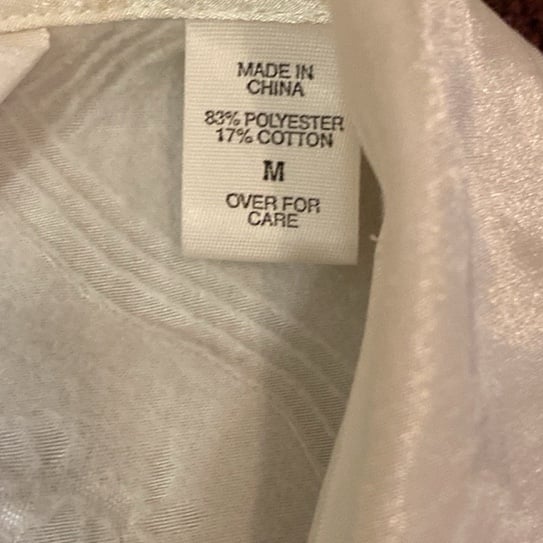 MADE IN
CHINA
83% POLYESTER
17% COTTON
M
OVER FOR
CARE